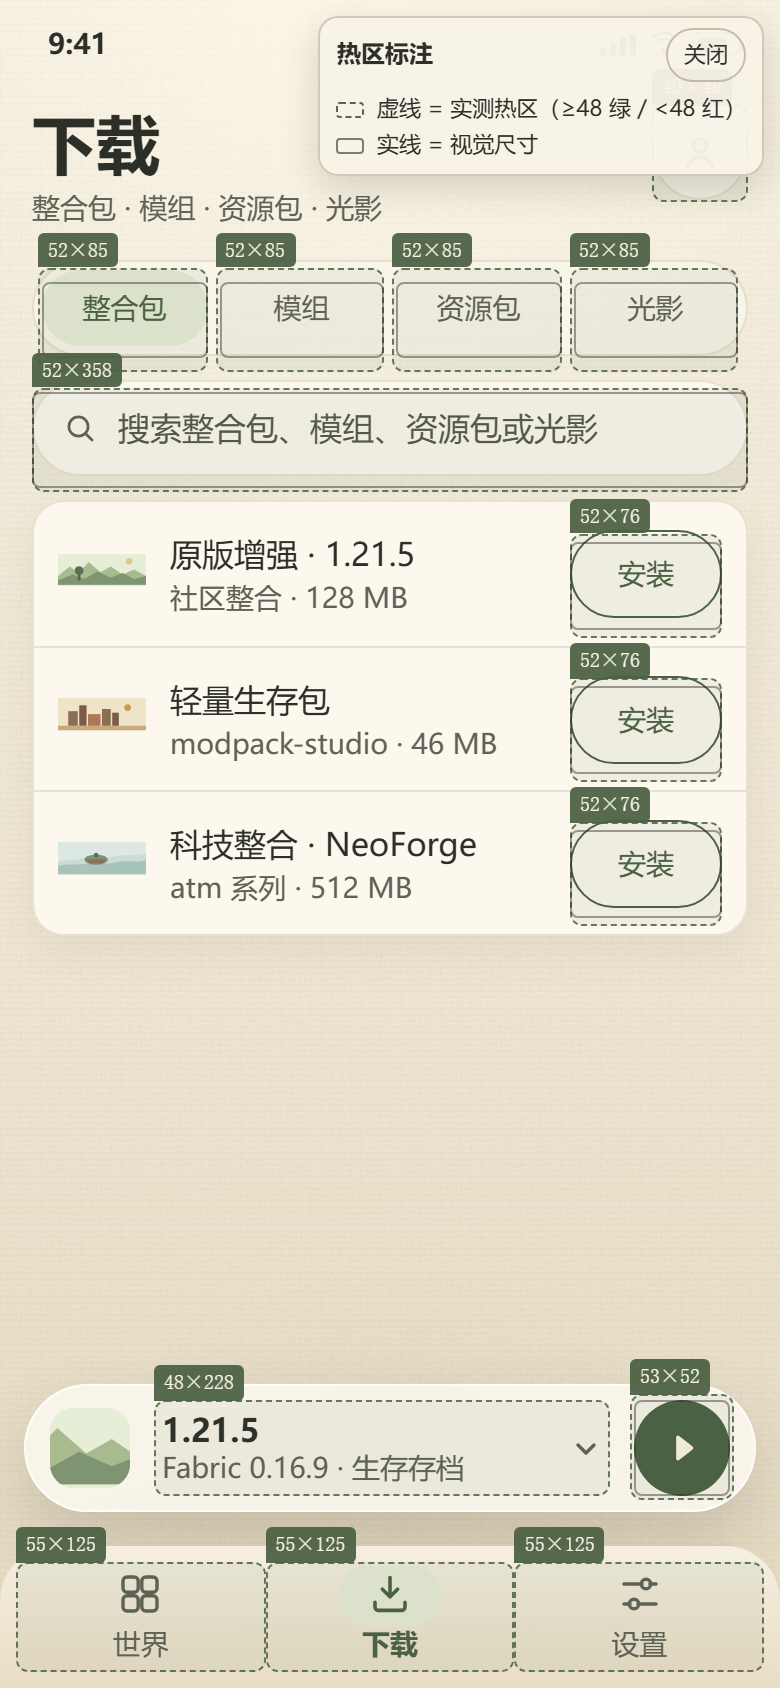 9:41
热区标注
关闭
49×48
虚线 = 实测热区（≥48 绿 / <48 红）
实线 = 视觉尺寸
下载
整合包 · 模组 · 资源包 · 光影
52×85
52×85
52×85
52×85
整合包
模组
资源包
光影
52×358
搜索整合包、模组、资源包或光影
52×76
原版增强 · 1.21.5
社区整合 · 128 MB
安装
52×76
轻量生存包
modpack-studio · 46 MB
安装
52×76
科技整合 · NeoForge
atm 系列 · 512 MB
安装
48×228
53×52
1.21.5
Fabric 0.16.9 · 生存存档
55×125
55×125
55×125
世界
下载
设置